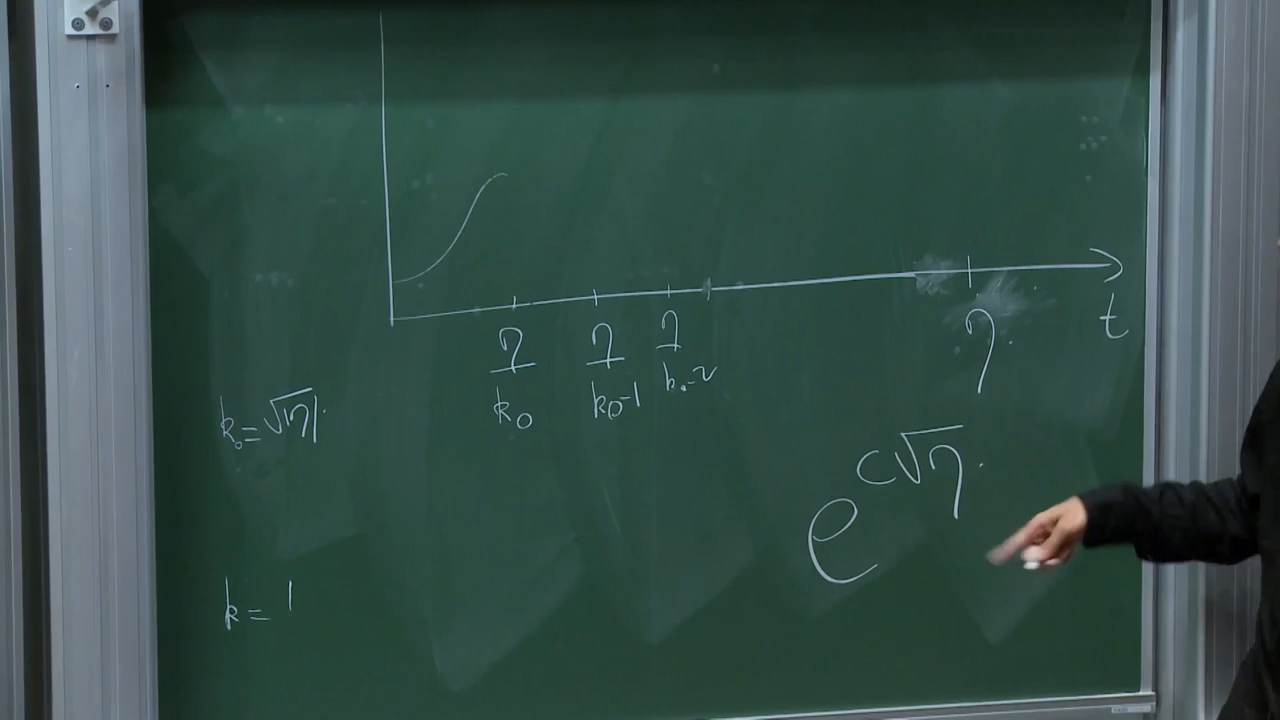 η/k₀ η/k₀-1 η/k₀-2 η
t
k₀ = √|η|
e^{c√η}
k = 1